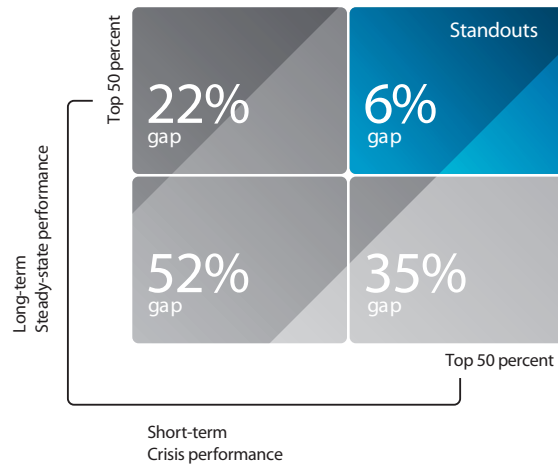 Standouts
Top 50 percent
22%
gap
6%
gap
Long-term
Steady-state performance
52%
gap
35%
gap
Top 50 percent
Short-term
Crisis performance